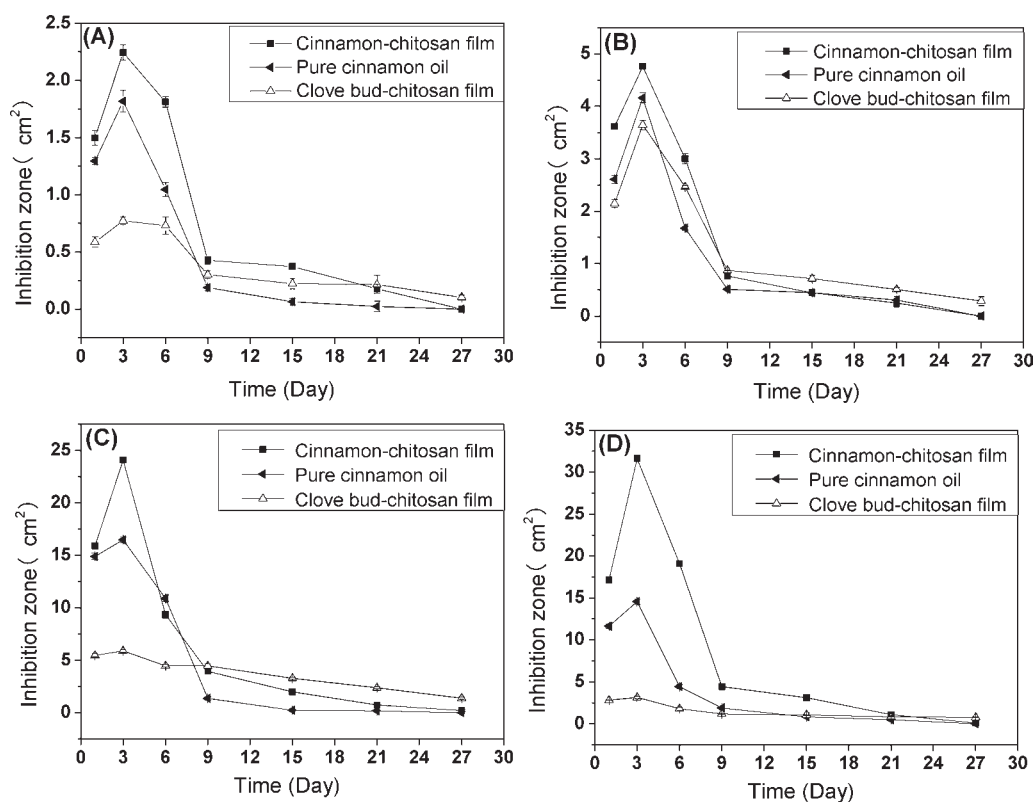 (A)
Cinnamon-chitosan film
Pure cinnamon oil
Clove bud-chitosan film
2.5
2.0
1.5
1.0
0.5
0.0
Inhibition zone( cm²)
0 3 6 9 12 15 18 21 24 27 30
Time (Day)
(B)
Cinnamon-chitosan film
Pure cinnamon oil
Clove bud-chitosan film
5
4
3
2
1
0
Inhibition zone( cm²)
0 3 6 9 12 15 18 21 24 27 30
Time (Day)
(C)
Cinnamon-chitosan film
Pure cinnamon oil
Clove bud-chitosan film
25
20
15
10
5
0
Inhibition zone( cm²)
0 3 6 9 12 15 18 21 24 27 30
Time (Day)
(D)
Cinnamon-chitosan film
Pure cinnamon oil
Clove bud-chitosan film
35
30
25
20
15
10
5
0
Inhibition zone( cm²)
0 3 6 9 12 15 18 21 24 27 30
Time (Day)